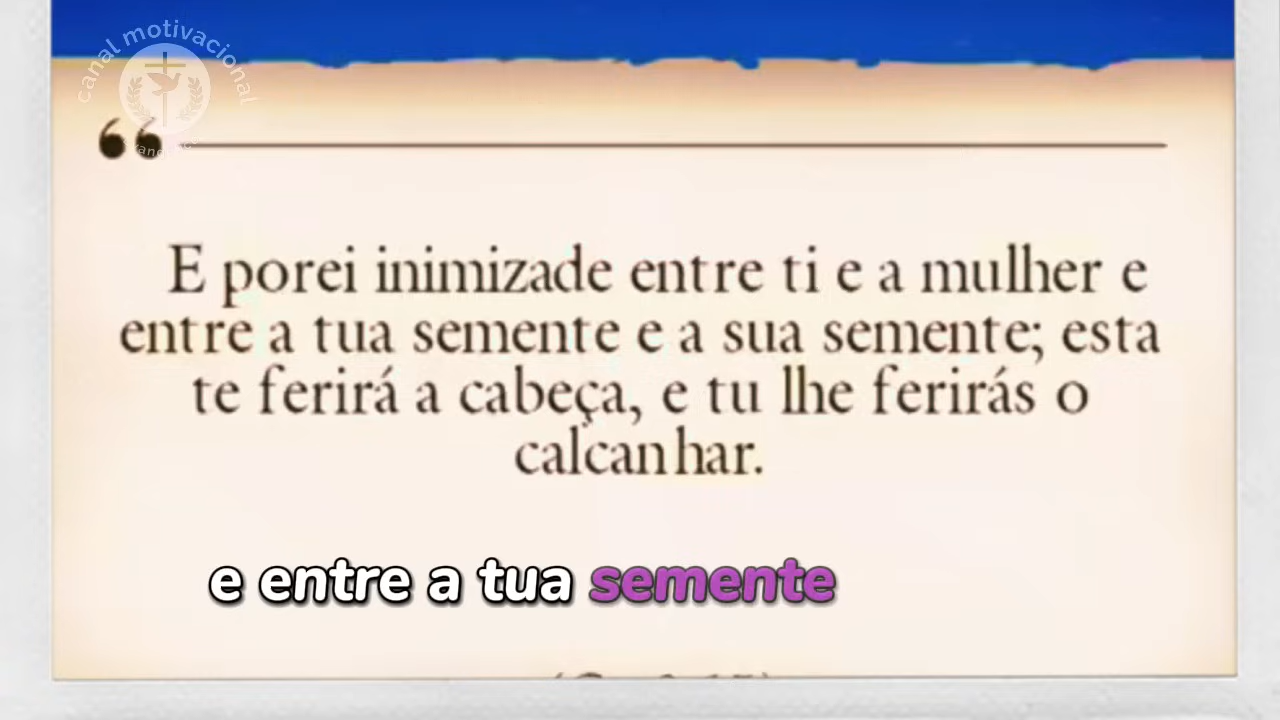 canal motivacional
E porei inimizade entre ti e a mulher e
entre a tua semente e a sua semente; esta
te ferirá a cabeça, e tu lhe ferirás o
calcanhar.
e entre a tua semente